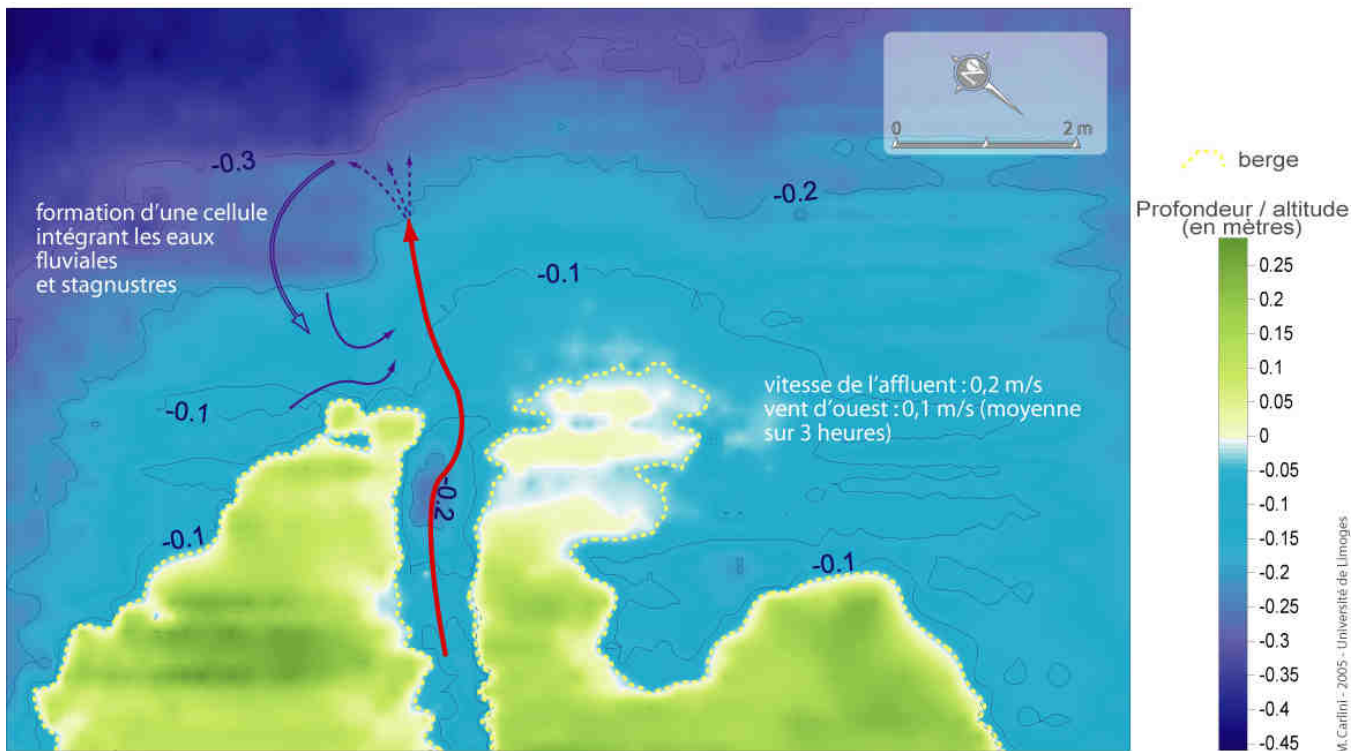 0 2 m
-0.3
-0.2
formation d'une cellule
intégrant les eaux
fluviales
et stagnustres
-0.1
-0.1
vitesse de l'affluent : 0,2 m/s
vent d'ouest : 0,1 m/s (moyenne
sur 3 heures)
-0.2
-0.1
-0.1
berge
Profondeur / altitude
(en mètres)
0.25
0.2
0.15
0.1
0.05
0
-0.05
-0.1
-0.15
-0.2
-0.25
-0.3
-0.35
-0.4
-0.45
M. Carlini - 2005 - Université de Limoges